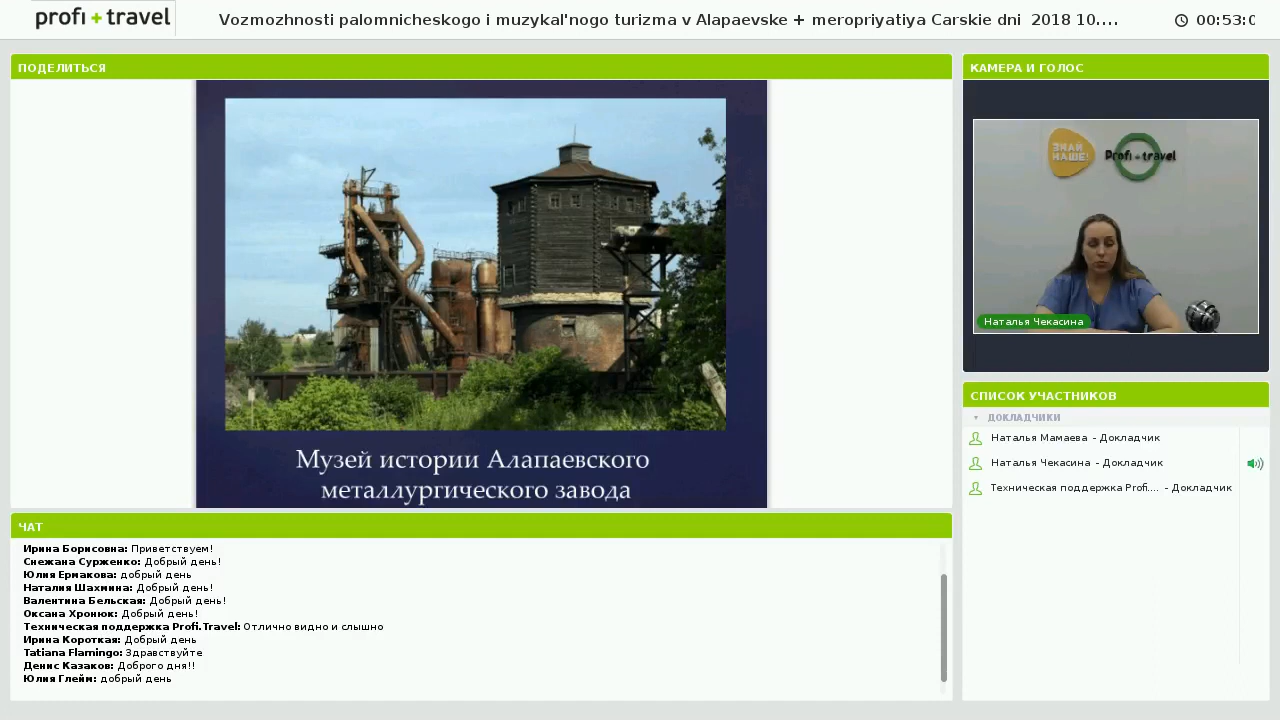 profi + travel
Vozmozhnosti palomnicheskogo i muzykal'nogo turizma v Alapaevske + meropriyatiya Carskie dni 2018 10....
00:53:0
ПОДЕЛИТЬСЯ
Музей истории Алапаевского
металлургического завода
КАМЕРА И ГОЛОС
ЗНАЙ
НАШЕ!
Profi + travel
Наталья Чекасина
СПИСОК УЧАСТНИКОВ
ДОКЛАДЧИКИ
Наталья Мамаева - Докладчик
Наталья Чекасина - Докладчик
Техническая поддержка Profi.... - Докладчик
ЧАТ
Ирина Борисовна: Приветствуем!
Снежана Сурженко: Добрый день!
Юлия Ермакова: добрый день
Наталия Шахмина: Добрый день!
Валентина Бельская: Добрый день!
Оксана Хронюк: Добрый день!
Техническая поддержка Profi.Travel: Отлично видно и слышно
Ирина Короткая: Добрый день
Tatiana Flamingo: Здравствуйте
Денис Казаков: Доброго дня!!
Юлия Глейм: добрый день